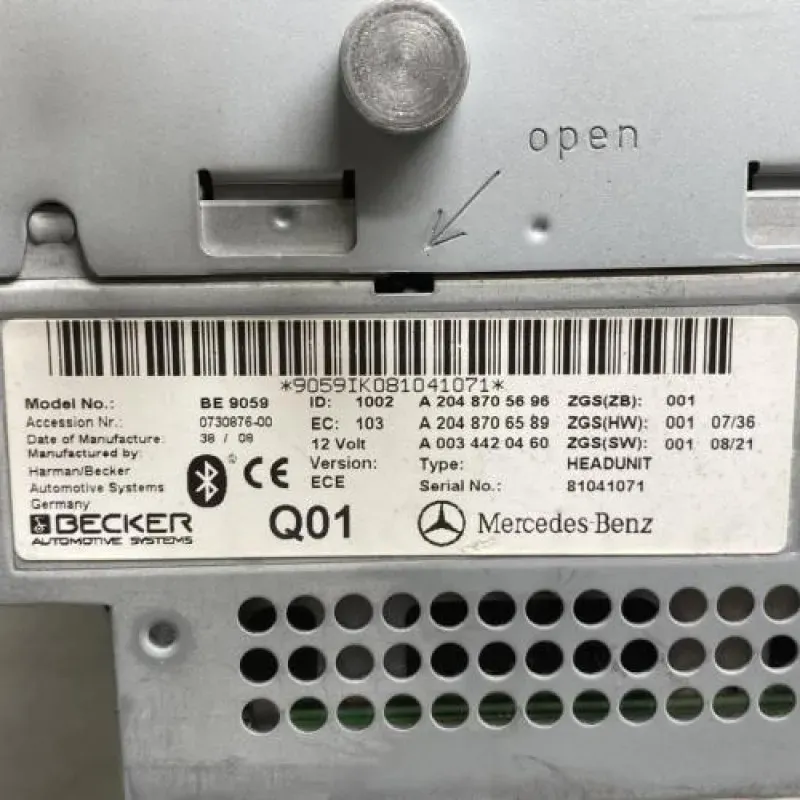 open
*9059IK081041071*
Model No.: BE 9059 ID: 1002 A 204 870 56 96 ZGS(ZB): 001
Accession Nr.: 0730876-00 EC: 103 A 204 870 65 89 ZGS(HW): 001 07/36
Date of Manufacture: 38 / 08 12 Volt A 003 442 04 60 ZGS(SW): 001 08/21
Manufactured by: Version: Type: HEADUNIT
Harman/Becker ECE Serial No.: 81041071
Automotive Systems
Germany
CE
BECKER Q01 Mercedes-Benz
AUTOMOTIVE SYSTEMS